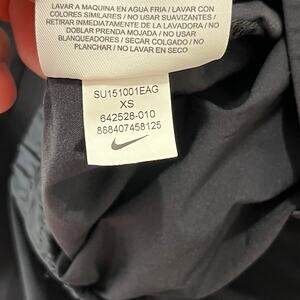 LAVAR A MAQUINA EN AGUA FRIA / LAVAR CON
COLORES SIMILARES / NO USAR SUAVIZANTES /
RETIRAR INMEDIATAMENTE DE LA LAVADORA / NO
DOBLAR PRENDA MOJADA / NO USAR
BLANQUEADORES / SECAR COLGADO / NO
PLANCHAR / NO LAVAR EN SECO
SU151001EAG
XS
642528-010
888407458125